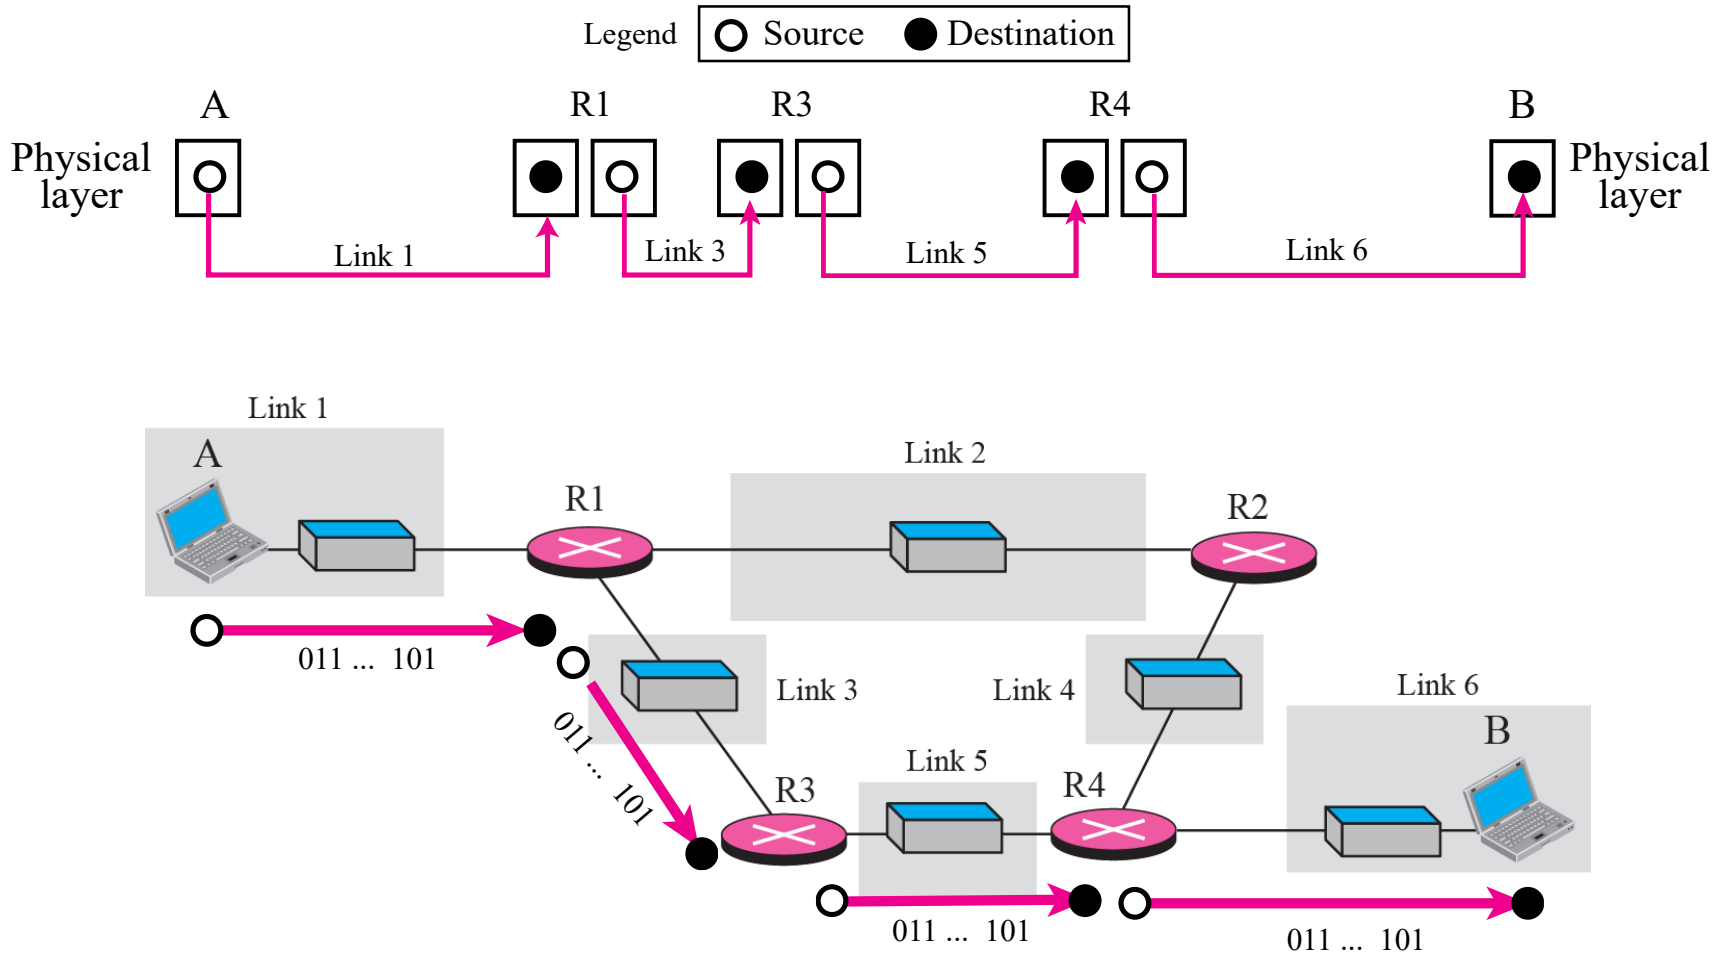 Legend Source Destination
A R1 R3 R4 B
Physical
layer
Physical
layer
Link 1 Link 3 Link 5 Link 6
Link 1
A
Link 2
R1
R2
011 ... 101
Link 3
Link 4
Link 6
011 ... 101
B
Link 5
R3
R4
011 ... 101
011 ... 101